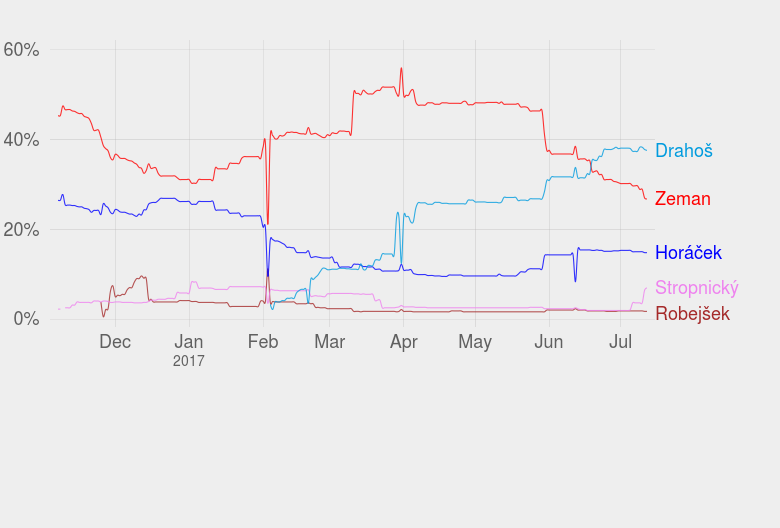 60%
40%
20%
0%
Drahoš
Zeman
Horáček
Stropnický
Robejšek
Dec Jan Feb Mar Apr May Jun Jul
2017